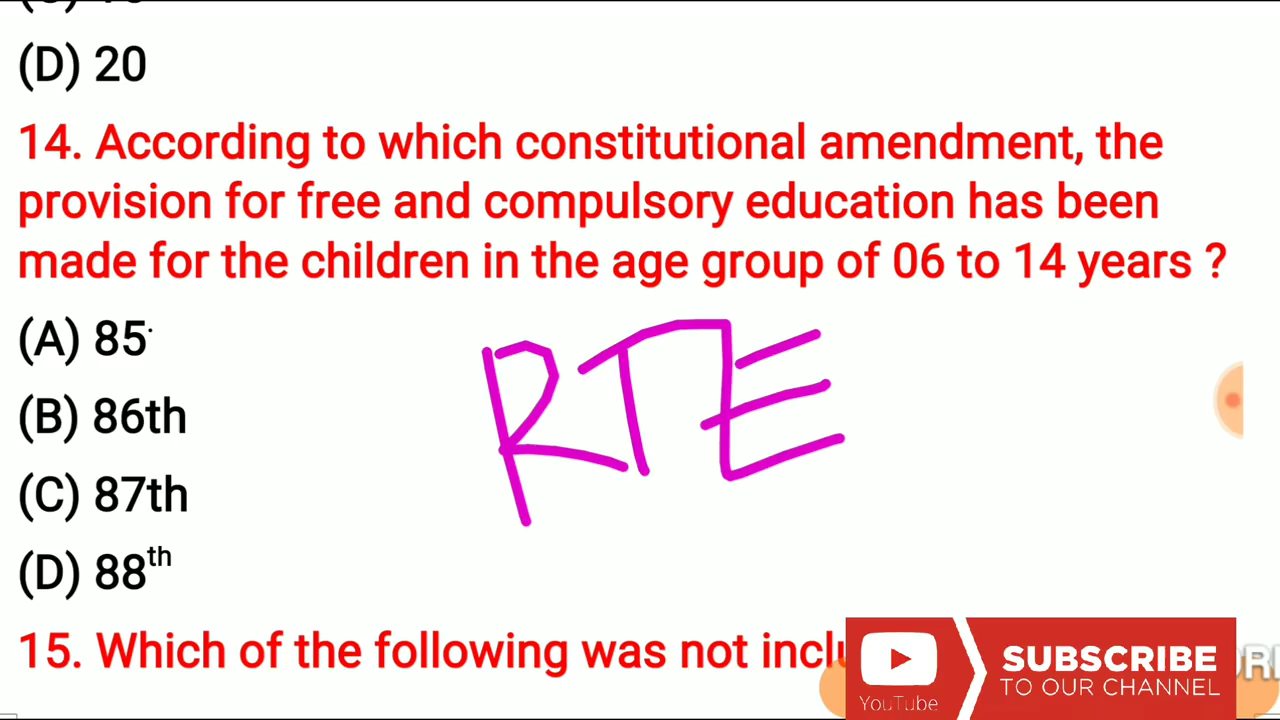 (D) 20
14. According to which constitutional amendment, the
provision for free and compulsory education has been
made for the children in the age group of 06 to 14 years ?
(A) 85
(B) 86th
(C) 87th
(D) 88th
RTE
15. Which of the following was not
SUBSCRIBE
TO OUR CHANNEL
YouTube